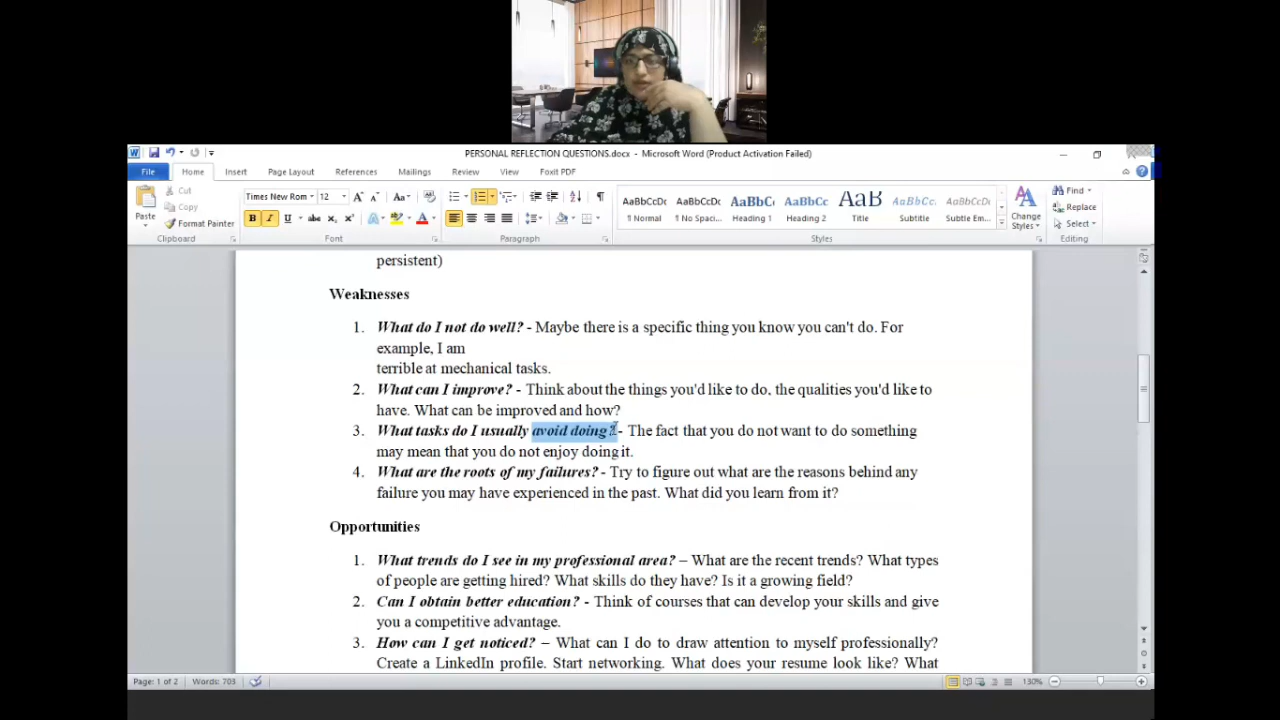 PERSONAL REFLECTION QUESTIONS.docx - Microsoft Word (Product Activation Failed)
File Home Insert Page Layout References Mailings Review View Foxit PDF
Cut
Copy
Format Painter
Paste
Clipboard
Times New Rom 12
Font
Paragraph
AaBbCcDc AaBbCcDc AaBbC AaBbCc AaB AaBbCc. AaBbCcDc
¶ Normal ¶ No Spaci... Heading 1 Heading 2 Title Subtitle Subtle Em...
Styles
Change
Styles
Find
Replace
Select
Editing
persistent)
Weaknesses
1. What do I not do well? - Maybe there is a specific thing you know you can't do. For
example, I am
terrible at mechanical tasks.
2. What can I improve? - Think about the things you'd like to do, the qualities you'd like to
have. What can be improved and how?
3. What tasks do I usually avoid doing? - The fact that you do not want to do something
may mean that you do not enjoy doing it.
4. What are the roots of my failures? - Try to figure out what are the reasons behind any
failure you may have experienced in the past. What did you learn from it?
Opportunities
1. What trends do I see in my professional area? – What are the recent trends? What types
of people are getting hired? What skills do they have? Is it a growing field?
2. Can I obtain better education? - Think of courses that can develop your skills and give
you a competitive advantage.
3. How can I get noticed? – What can I do to draw attention to myself professionally?
Create a LinkedIn profile. Start networking. What does your resume look like? What
Page: 1 of 2 Words: 703 130%